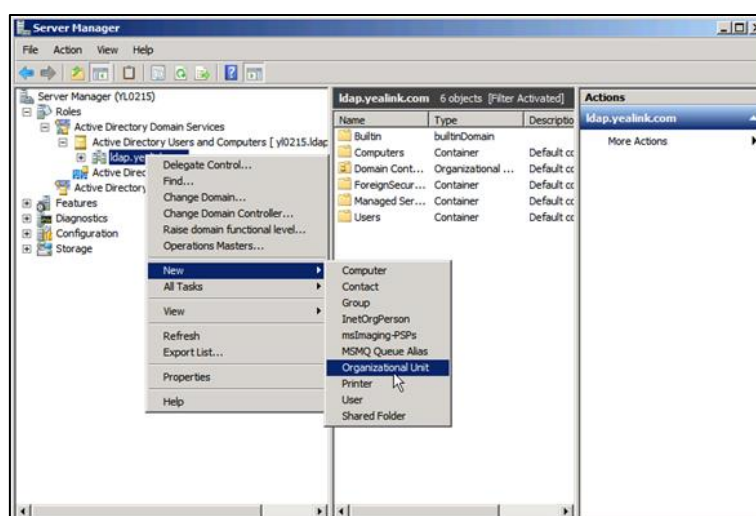 Server Manager
File Action View Help
Server Manager (YL0215)
Roles
Active Directory Domain Services
Active Directory Users and Computers [ yl0215.ldap
ldap.ye
Active Direc
Active Directory
Features
Diagnostics
Configuration
Storage
Delegate Control...
Find...
Change Domain...
Change Domain Controller...
Raise domain functional level...
Operations Masters...
New
All Tasks
View
Refresh
Export List...
Properties
Help
Computer
Contact
Group
InetOrgPerson
msImaging-PSPs
MSMQ Queue Alias
Organizational Unit
Printer
User
Shared Folder
ldap.yealink.com 6 objects [Filter Activated]
Name Type Descriptio
Builtin builtinDomain
Computers Container Default cc
Domain Cont... Organizational ... Default cc
ForeignSecur... Container Default cc
Managed Ser... Container Default cc
Users Container Default cc
Actions
ldap.yealink.com
More Actions